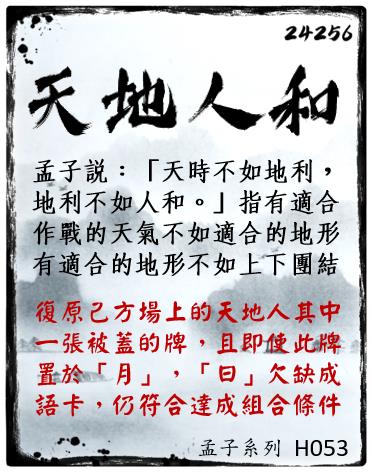 24256
天地人和
孟子説：「天時不如地利，
地利不如人和。」指有適合
作戰的天氣不如適合的地形
有適合的地形不如上下團結
復原己方場上的天地人其中
一張被蓋的牌，且即使此牌
置於「月」，「日」欠缺成
語卡，仍符合達成組合條件
孟子系列 H053